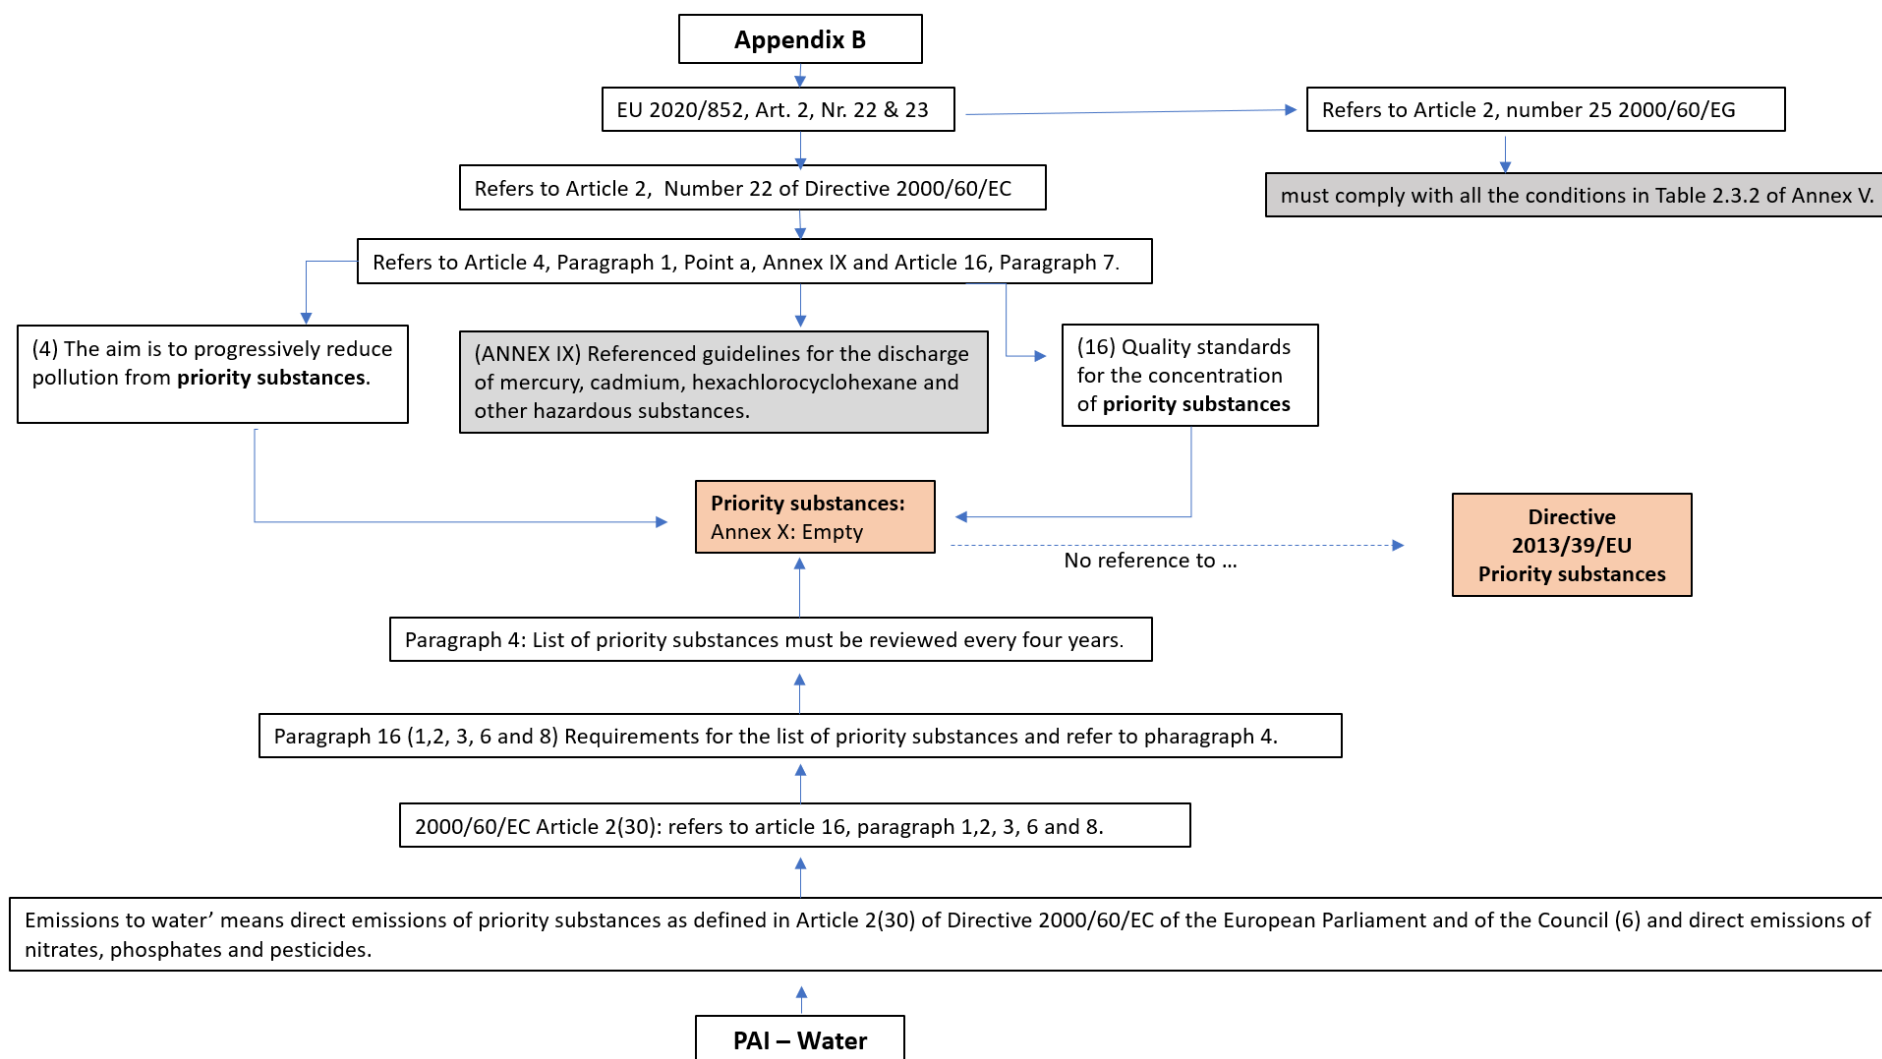 Appendix B
EU 2020/852, Art. 2, Nr. 22 & 23
Refers to Article 2, number 25 2000/60/EG
Refers to Article 2,  Number 22 of Directive 2000/60/EC
must comply with all the conditions in Table 2.3.2 of Annex V.
Refers to Article 4, Paragraph 1, Point a, Annex IX and Article 16, Paragraph 7.
(4) The aim is to progressively reduce
pollution from priority substances.
(ANNEX IX) Referenced guidelines for the discharge
of mercury, cadmium, hexachlorocyclohexane and
other hazardous substances.
(16) Quality standards
for the concentration
of priority substances
Priority substances:
Annex X: Empty
No reference to …
Directive
2013/39/EU
Priority substances
Paragraph 4: List of priority substances must be reviewed every four years.
Paragraph 16 (1,2, 3, 6 and 8) Requirements for the list of priority substances and refer to pharagraph 4.
2000/60/EC Article 2(30): refers to article 16, paragraph 1,2, 3, 6 and 8.
Emissions to water’ means direct emissions of priority substances as defined in Article 2(30) of Directive 2000/60/EC of the European Parliament and of the Council (6) and direct emissions of
nitrates, phosphates and pesticides.
PAI – Water